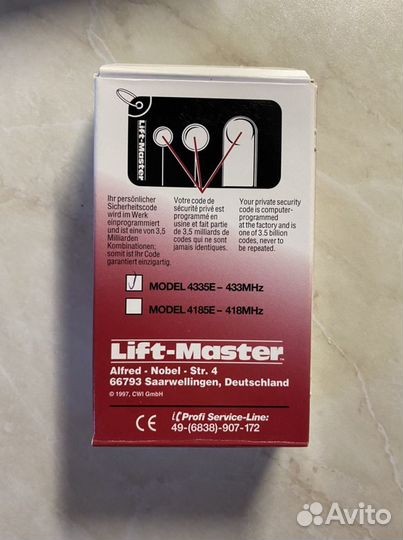 Lift-Master
Ihr persönlicher
Sicherheitscode
wird im Werk
einprogrammiert
und ist eine von 3,5
Milliarden
Kombinationen;
somit ist Ihr Code
garantiert einzigartig.
Votre code de
sécurité privé est
programmé en
usine et fait partie
de 3,5 milliards de
codes qui ne sont
jamais identiques.
Your private security
code is computer-
programmed
at the factory and is
one of 3.5 billion
codes, never to
be repeated.
MODEL 4335E – 433MHz
MODEL 4185E – 418MHz
Lift-Master™
Alfred - Nobel - Str. 4
66793 Saarwellingen, Deutschland
© 1997, CWI GmbH
CE
Profi Service-Line:
49-(6838)-907-172
Avito